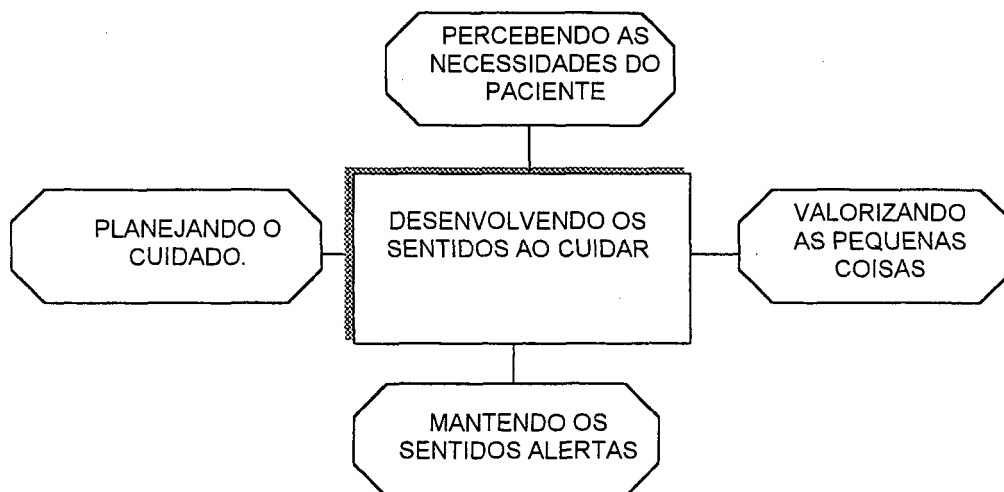 PERCEBENDO AS
NECESSIDADES DO
PACIENTE
PLANEJANDO O
CUIDADO.
DESENVOLVENDO OS
SENTIDOS AO CUIDAR
VALORIZANDO
AS PEQUENAS
COISAS
MANTENDO OS
SENTIDOS ALERTAS